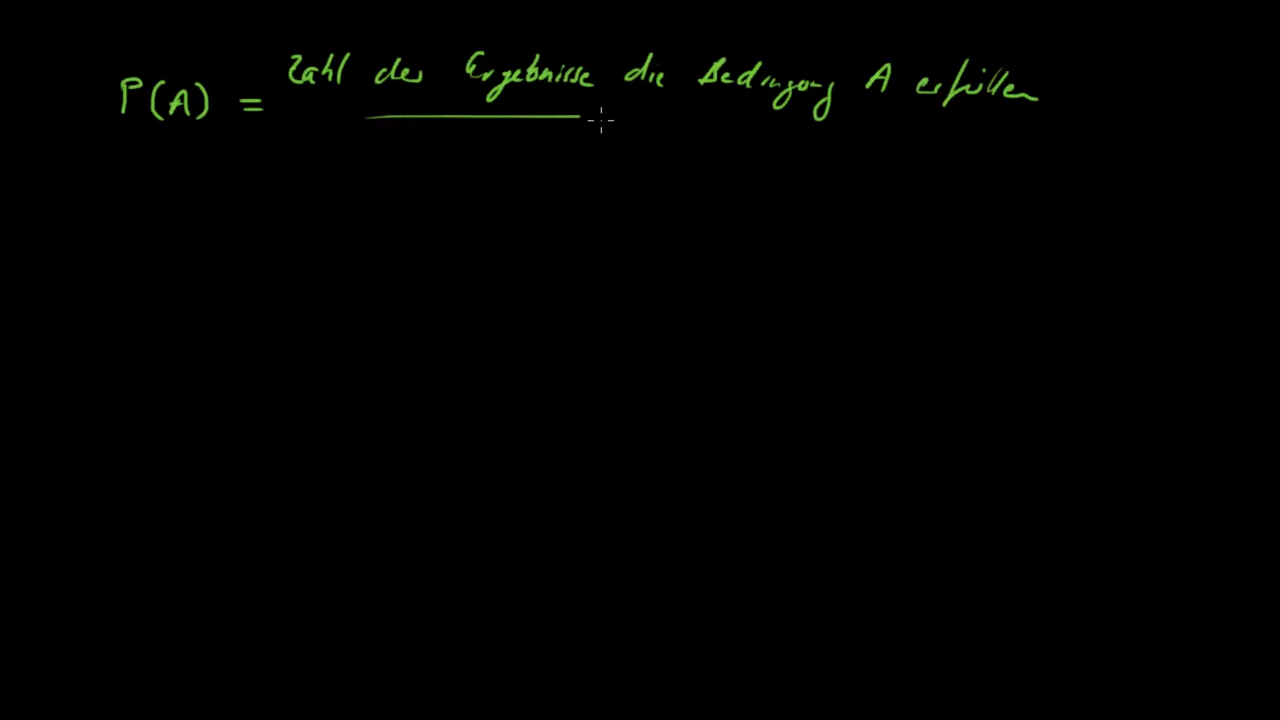 P(A) = Zahl der Ergebnisse die Bedingung A erfüllen